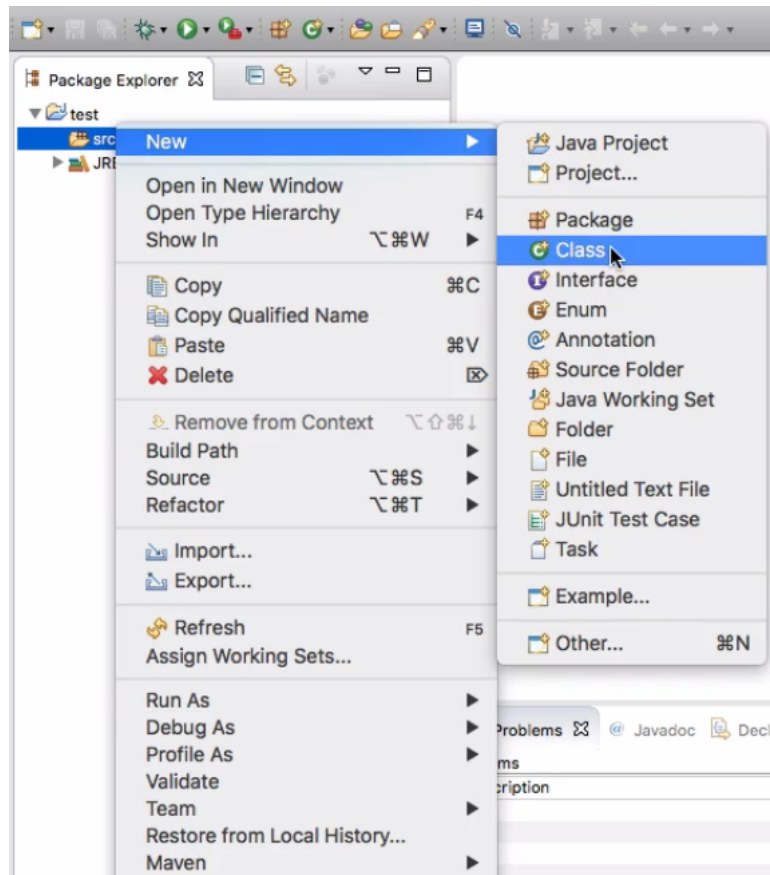 Package Explorer
test
src
JRE
New
Open in New Window
Open Type Hierarchy F4
Show In ⌥⌘W
Copy ⌘C
Copy Qualified Name
Paste ⌘V
Delete ⌦
Remove from Context ⌥⇧⌘↓
Build Path
Source ⌥⌘S
Refactor ⌥⌘T
Import...
Export...
Refresh F5
Assign Working Sets...
Run As
Debug As
Profile As
Validate
Team
Restore from Local History...
Maven
Java Project
Project...
Package
Class
Interface
Enum
Annotation
Source Folder
Java Working Set
Folder
File
Untitled Text File
JUnit Test Case
Task
Example...
Other... ⌘N
Problems @ Javadoc Decl
ms
cription